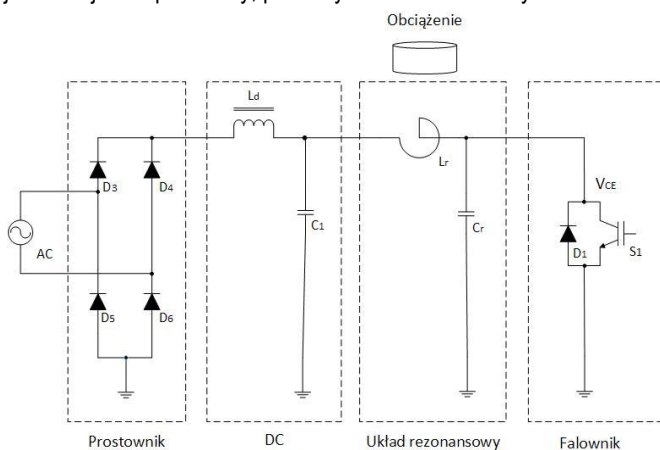 Obciążenie
Ld
D3
D4
AC
C1
Lr
Cr
VCE
D1
S1
D5
D6
Prostownik
DC
Układ rezonansowy
Falownik